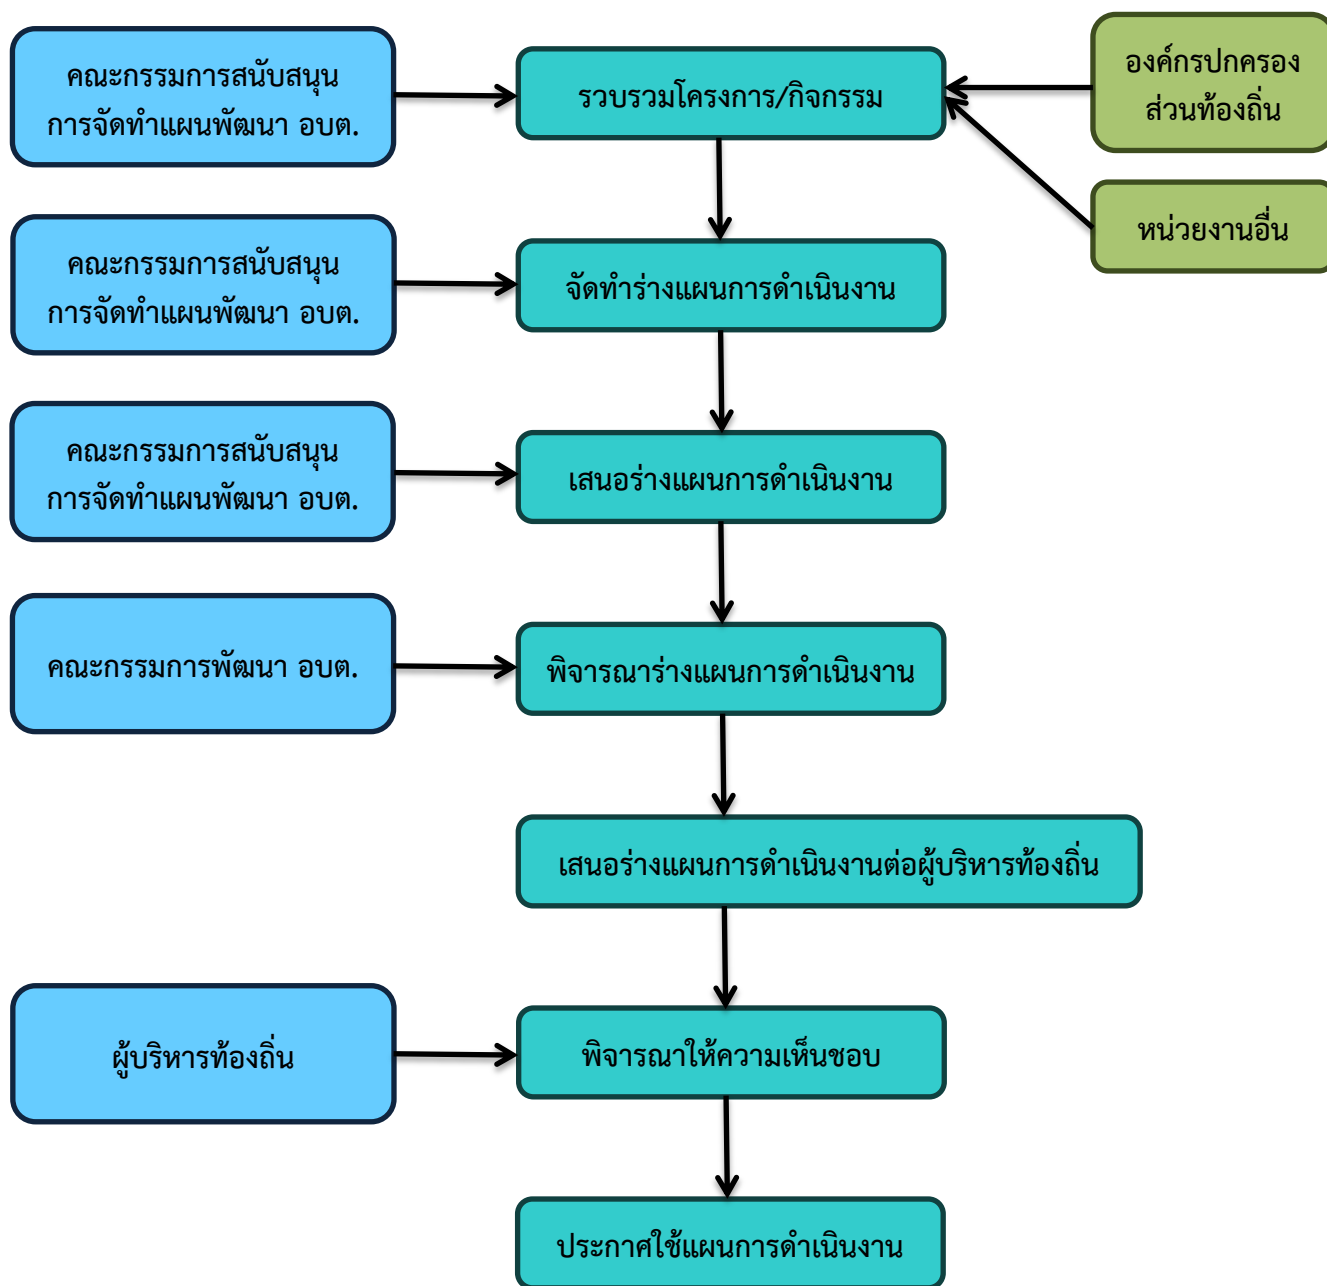 คณะกรรมการสนับสนุน
การจัดทำแผนพัฒนา อบต.
รวบรวมโครงการ/กิจกรรม
องค์กรปกครอง
ส่วนท้องถิ่น
หน่วยงานอื่น
คณะกรรมการสนับสนุน
การจัดทำแผนพัฒนา อบต.
จัดทำร่างแผนการดำเนินงาน
คณะกรรมการสนับสนุน
การจัดทำแผนพัฒนา อบต.
เสนอร่างแผนการดำเนินงาน
คณะกรรมการพัฒนา อบต.
พิจารณาร่างแผนการดำเนินงาน
เสนอร่างแผนการดำเนินงานต่อผู้บริหารท้องถิ่น
ผู้บริหารท้องถิ่น
พิจารณาให้ความเห็นชอบ
ประกาศใช้แผนการดำเนินงาน